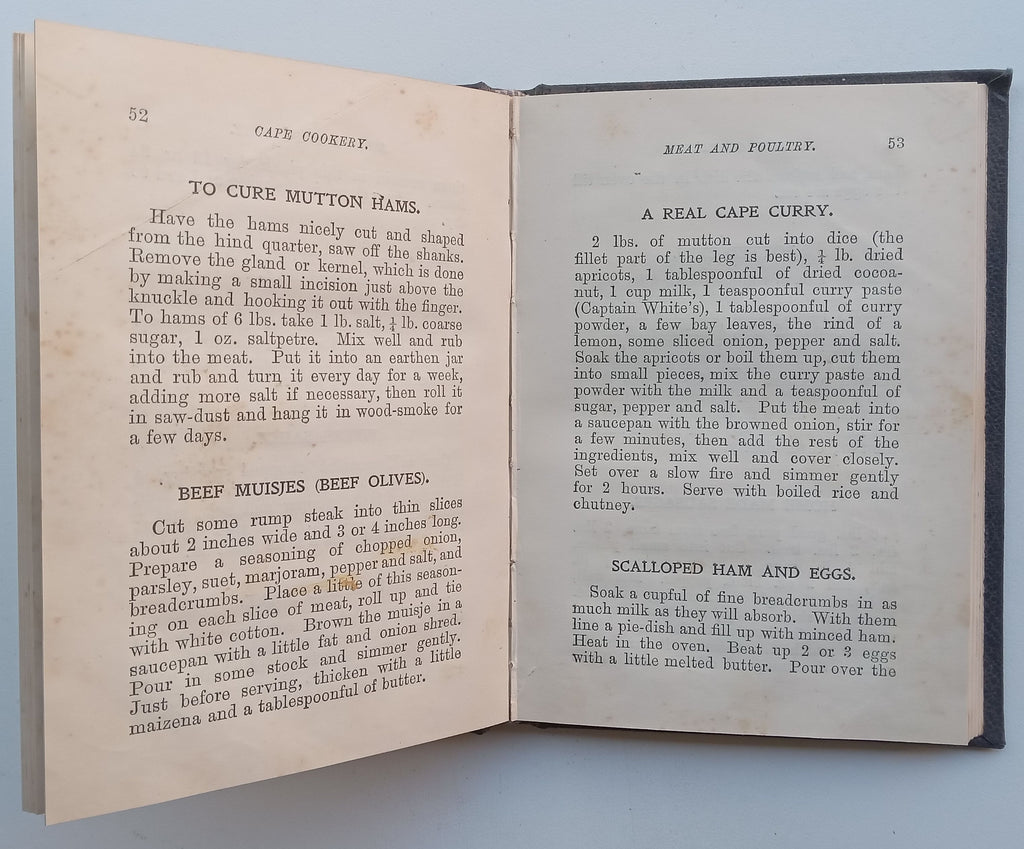 52
CAPE COOKERY.
TO CURE MUTTON HAMS.
Have the hams nicely cut and shaped
from the hind quarter, saw off the shanks.
Remove the gland or kernel, which is done
by making a small incision just above the
knuckle and hooking it out with the finger.
To hams of 6 lbs. take 1 lb. salt, ¼ lb. coarse
sugar, 1 oz. saltpetre. Mix well and rub
into the meat. Put it into an earthen jar
and rub and turn it every day for a week,
adding more salt if necessary, then roll it
in saw-dust and hang it in wood-smoke for
a few days.
BEEF MUISJES (BEEF OLIVES).
Cut some rump steak into thin slices
about 2 inches wide and 3 or 4 inches long.
Prepare a seasoning of chopped onion,
parsley, suet, marjoram, pepper and salt, and
breadcrumbs. Place a little of this season-
ing on each slice of meat, roll up and tie
with white cotton. Brown the muisje in a
saucepan with a little fat and onion shred.
Pour in some stock and simmer gently.
Just before serving, thicken with a little
maizena and a tablespoonful of butter.
MEAT AND POULTRY.
53
A REAL CAPE CURRY.
2 lbs. of mutton cut into dice (the
fillet part of the leg is best), ¼ lb. dried
apricots, 1 tablespoonful of dried cocoa-
nut, 1 cup milk, 1 teaspoonful curry paste
(Captain White's), 1 tablespoonful of curry
powder, a few bay leaves, the rind of a
lemon, some sliced onion, pepper and salt.
Soak the apricots or boil them up, cut them
into small pieces, mix the curry paste and
powder with the milk and a teaspoonful of
sugar, pepper and salt. Put the meat into
a saucepan with the browned onion, stir for
a few minutes, then add the rest of the
ingredients, mix well and cover closely.
Set over a slow fire and simmer gently
for 2 hours. Serve with boiled rice and
chutney.
SCALLOPED HAM AND EGGS.
Soak a cupful of fine breadcrumbs in as
much milk as they will absorb. With them
line a pie-dish and fill up with minced ham.
Heat in the oven. Beat up 2 or 3 eggs
with a little melted butter. Pour over the